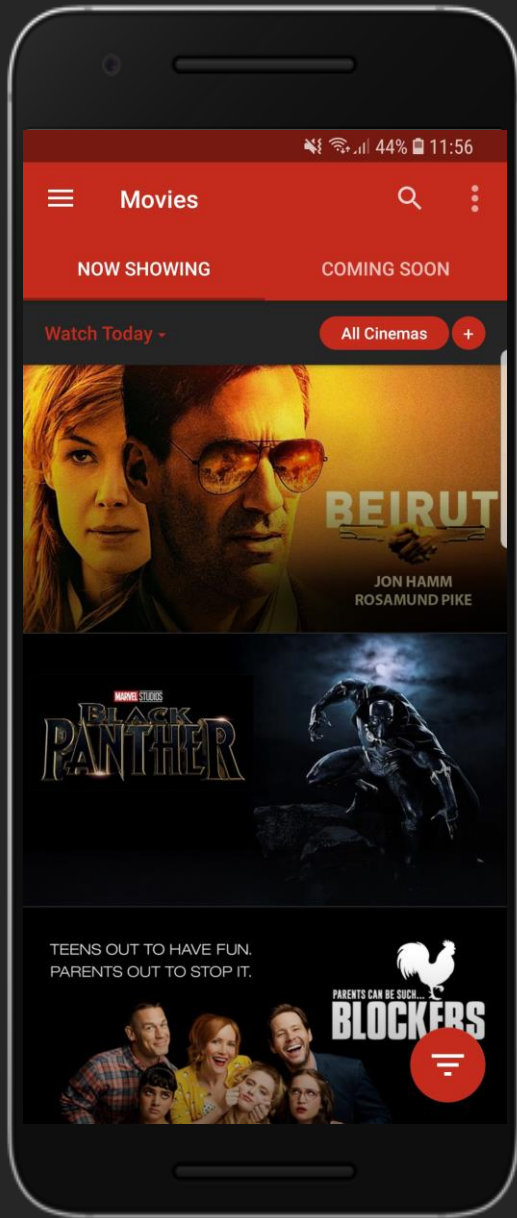 44% 11:56
Movies
NOW SHOWING COMING SOON
Watch Today All Cinemas +
BEIRUT
JON HAMM
ROSAMUND PIKE
MARVEL STUDIOS
BLACK
PANTHER
TEENS OUT TO HAVE FUN.
PARENTS OUT TO STOP IT.
PARENTS CAN BE SUCH...
BLOCKERS